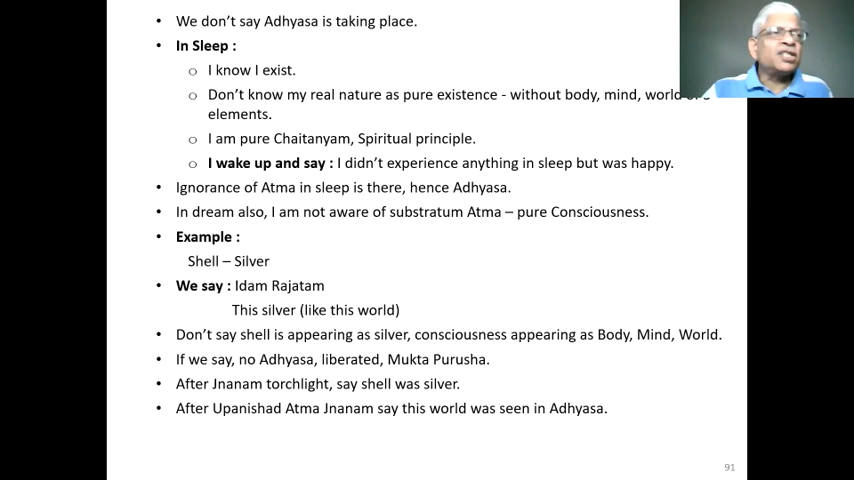 • We don't say Adhyasa is taking place.
• In Sleep :
o I know I exist.
o Don't know my real nature as pure existence - without body, mind, world
elements.
o I am pure Chaitanyam, Spiritual principle.
o I wake up and say : I didn't experience anything in sleep but was happy.
• Ignorance of Atma in sleep is there, hence Adhyasa.
• In dream also, I am not aware of substratum Atma – pure Consciousness.
• Example :
Shell – Silver
• We say : Idam Rajatam
This silver (like this world)
• Don't say shell is appearing as silver, consciousness appearing as Body, Mind, World.
• If we say, no Adhyasa, liberated, Mukta Purusha.
• After Jnanam torchlight, say shell was silver.
• After Upanishad Atma Jnanam say this world was seen in Adhyasa.
91